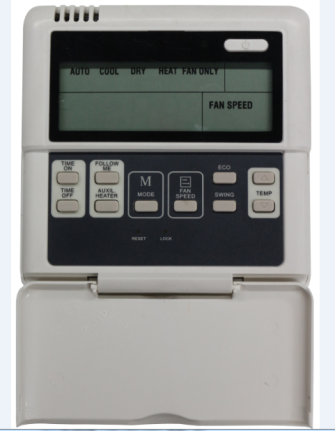 AUTO COOL DRY HEAT FAN ONLY
FAN SPEED
TIME ON
FOLLOW ME
M
MODE
FAN SPEED
ECO
TEMP
TIME OFF
AUXIL HEATER
SWING
RESET
LOCK